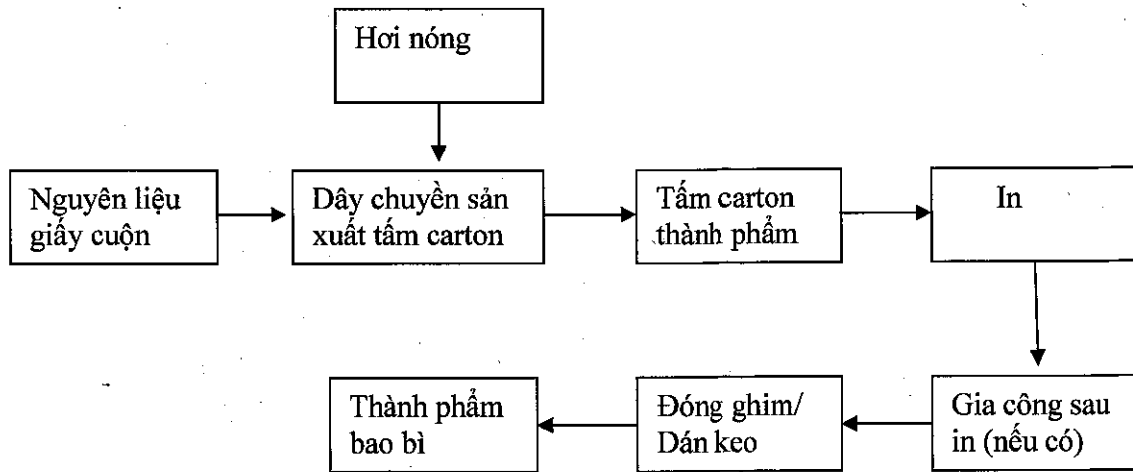 Hơi nóng
Nguyên liệu
giấy cuộn
Dây chuyền sản
xuất tấm carton
Tấm carton
thành phẩm
In
Gia công sau
in (nếu có)
Đóng ghim/
Dán keo
Thành phẩm
bao bì